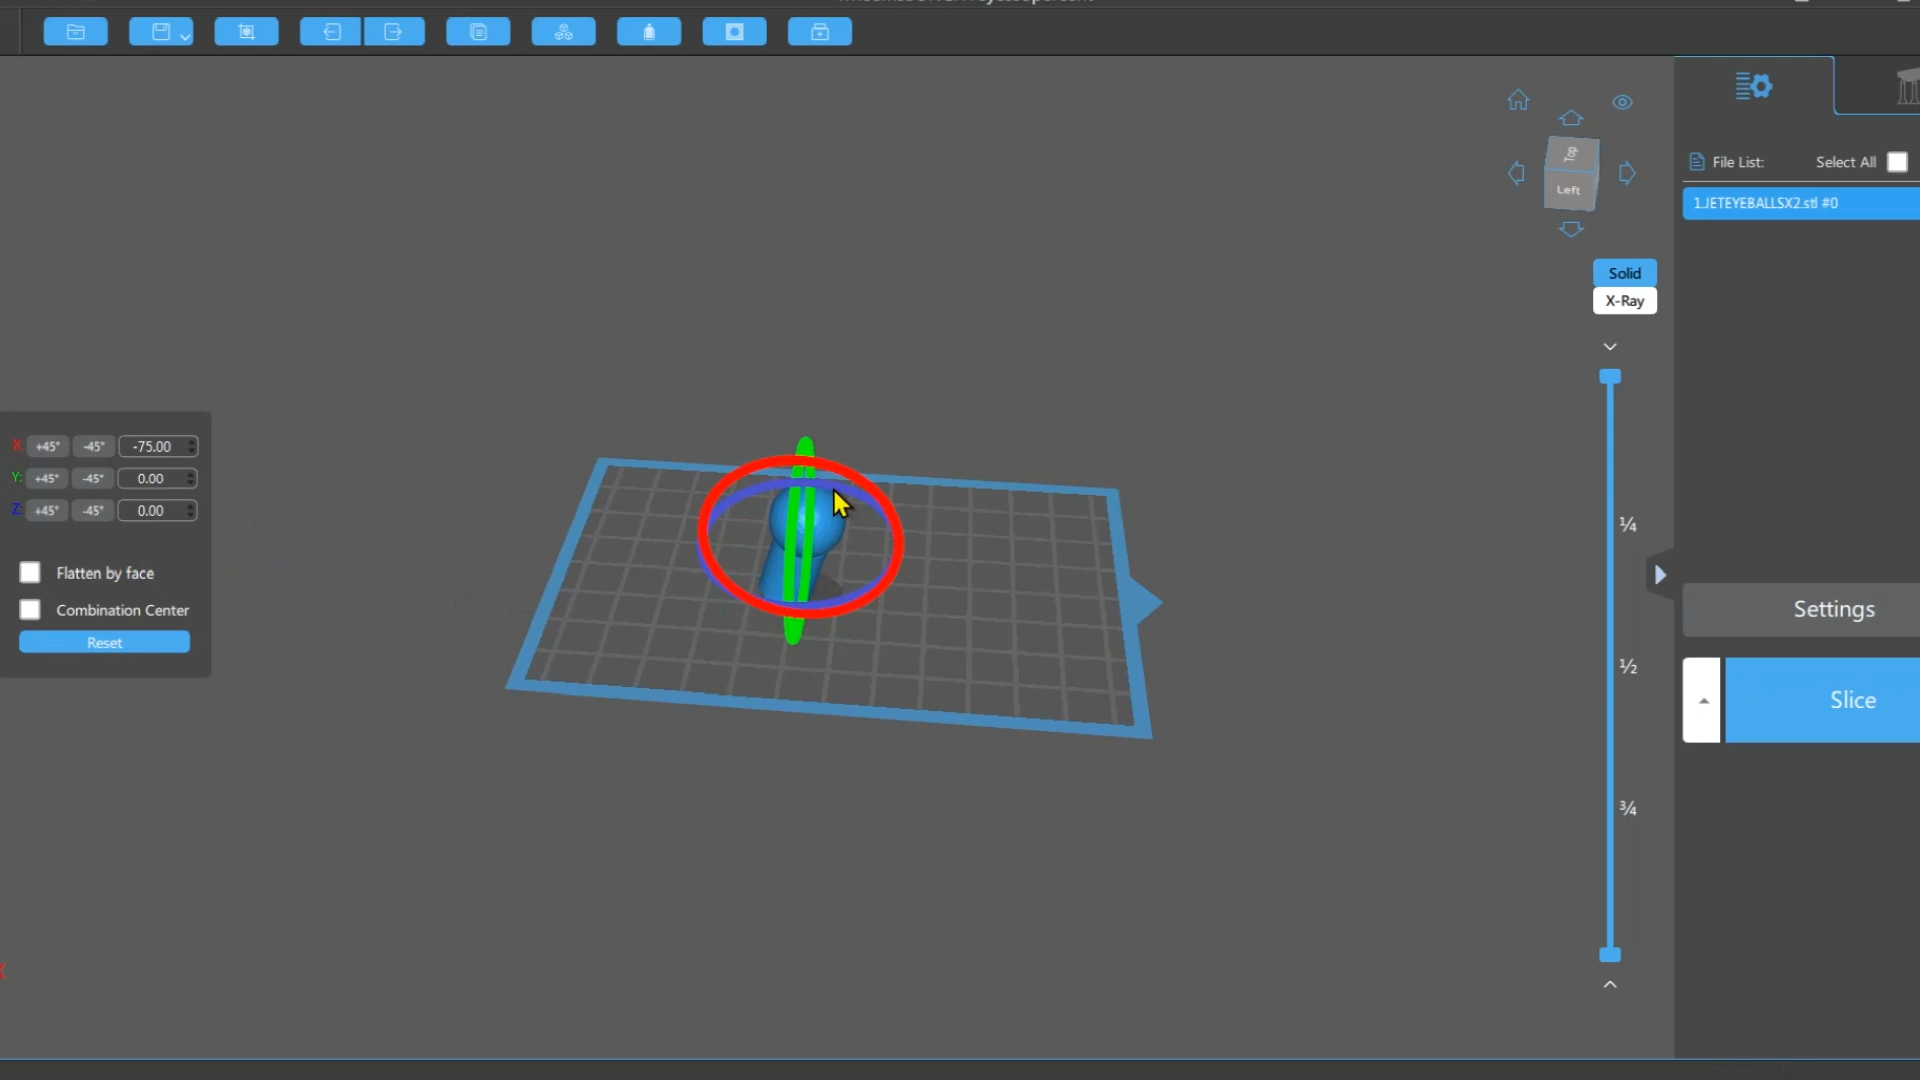 Top
Left
File List: Select All
1.JETEYEBALLSX2.stl #0
Solid
X-Ray
X: +45° -45° -75.00
Y: +45° -45° 0.00
Z: +45° -45° 0.00
Flatten by face
Combination Center
Reset
¼
½
¾
Settings
Slice
X